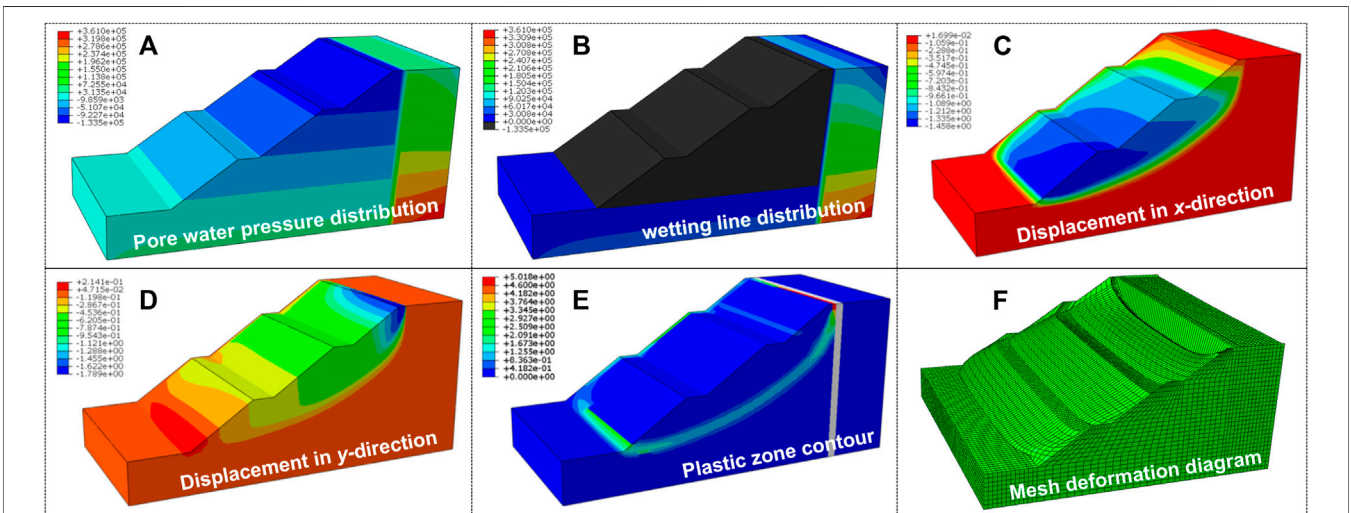 A
+3.610e+05
+3.198e+05
+2.786e+05
+2.374e+05
+1.962e+05
+1.550e+05
+1.138e+05
+7.255e+04
+3.135e+04
-9.859e+03
-5.107e+04
-9.227e+04
-1.335e+05
Pore water pressure distribution
B
+3.610e+05
+3.309e+05
+3.008e+05
+2.708e+05
+2.407e+05
+2.106e+05
+1.805e+05
+1.504e+05
+1.203e+05
+9.025e+04
+6.017e+04
+3.008e+04
+0.000e+00
-1.335e+05
wetting line distribution
C
+1.699e-02
-1.059e-01
-2.288e-01
-3.517e-01
-4.745e-01
-5.974e-01
-7.203e-01
-8.432e-01
-9.661e-01
-1.089e+00
-1.212e+00
-1.335e+00
-1.458e+00
Displacement in x-direction
D
+2.141e-01
+4.715e-02
-1.198e-01
-2.867e-01
-4.536e-01
-6.205e-01
-7.874e-01
-9.543e-01
-1.121e+00
-1.288e+00
-1.455e+00
-1.622e+00
-1.789e+00
Displacement in y-direction
E
+5.018e+00
+4.600e+00
+4.182e+00
+3.764e+00
+3.345e+00
+2.927e+00
+2.509e+00
+2.091e+00
+1.673e+00
+1.255e+00
+8.363e-01
+4.182e-01
+0.000e+00
Plastic zone contour
F
Mesh deformation diagram